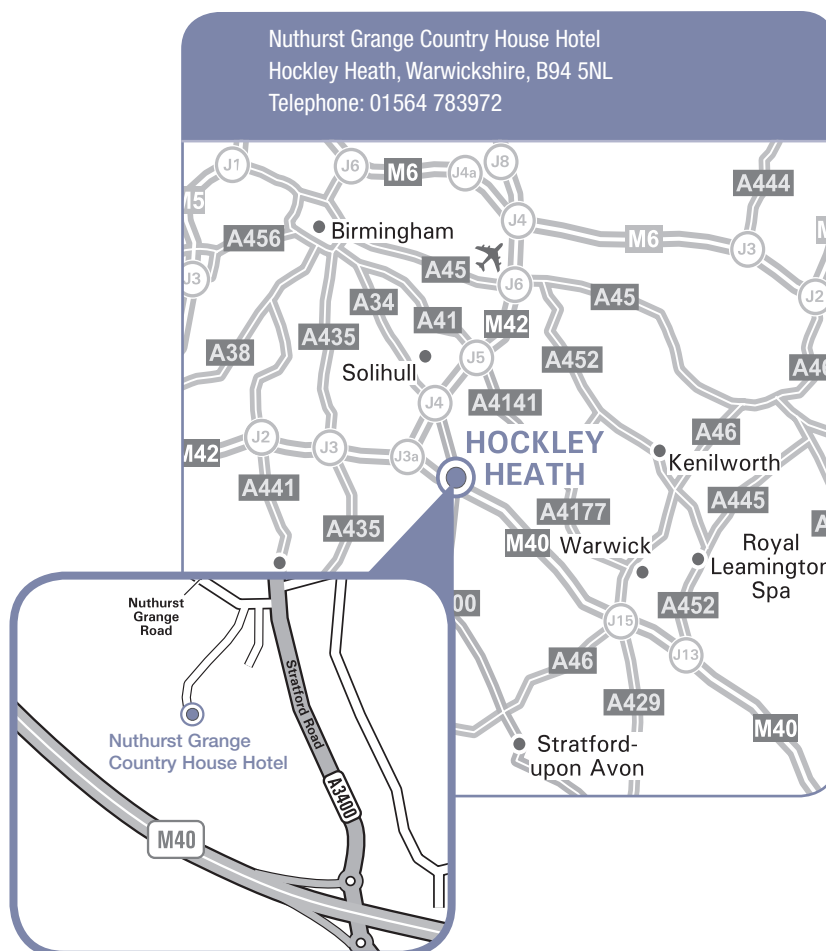 Nuthurst Grange Country House Hotel
Hockley Heath, Warwickshire, B94 5NL
Telephone: 01564 783972
J1
J6
M6
J4a
J8
A444
M5
A456
Birmingham
J4
M6
J3
J3
A45
J6
A45
J2
A34
A41
M42
A38
A435
Solihull
J5
A452
J4
A4141
A46
M42
J2
J3
J3a
HOCKLEY
HEATH
Kenilworth
A441
A435
A4177
A445
M40
Warwick
Royal
Leamington
Spa
A452
J15
J13
A46
A429
M40
Stratford-
upon Avon
Nuthurst
Grange
Road
Stratford Road
Nuthurst Grange
Country House Hotel
A3400
M40